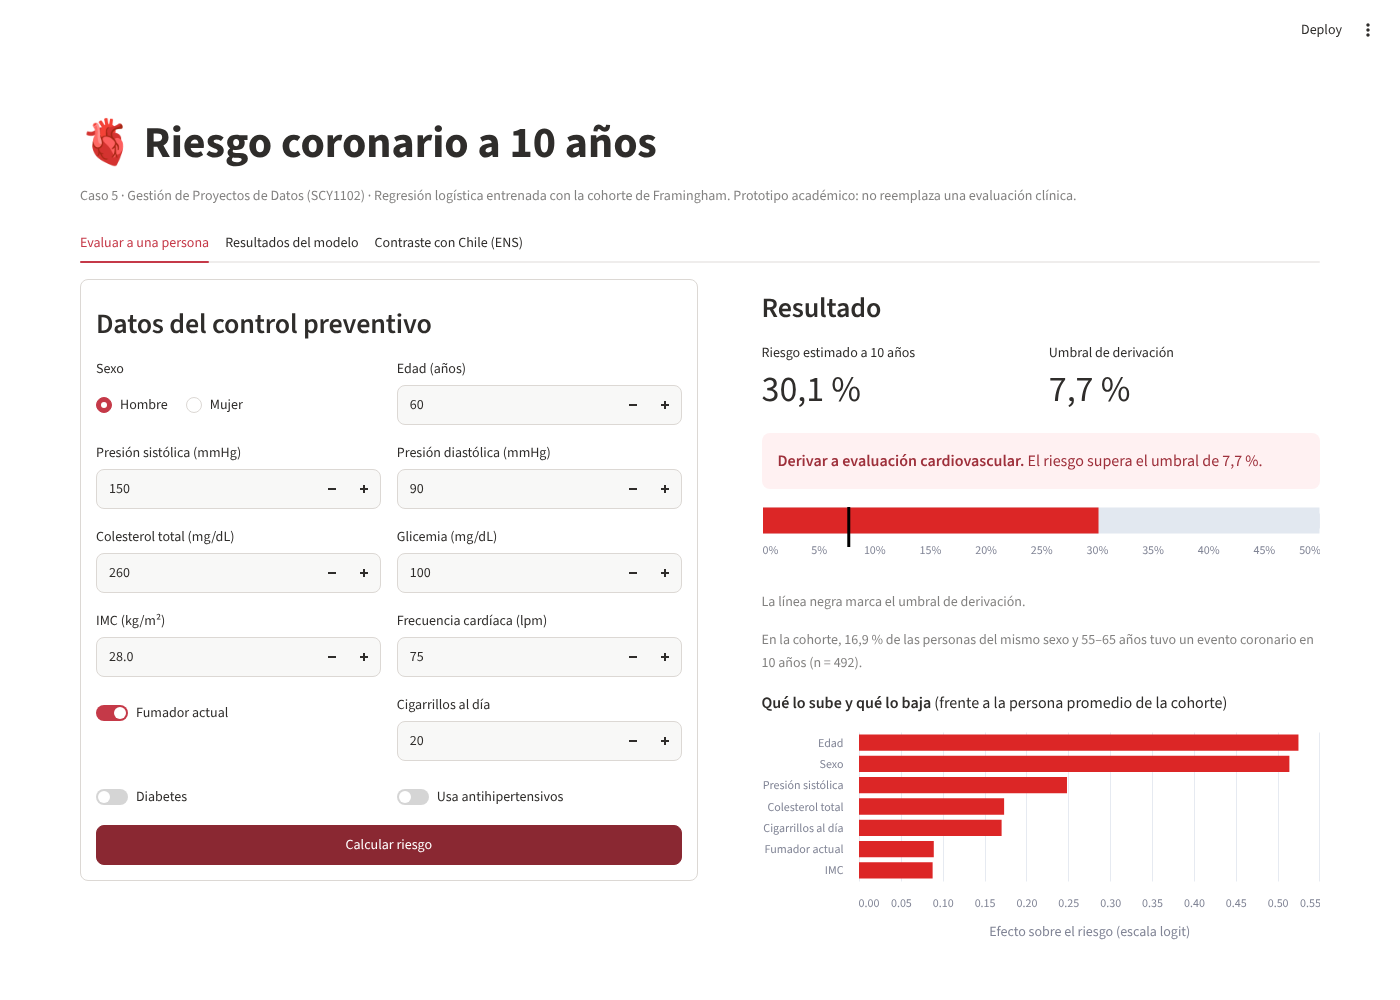 Deploy
Riesgo coronario a 10 años
Caso 5 · Gestión de Proyectos de Datos (SCY1102) · Regresión logística entrenada con la cohorte de Framingham. Prototipo académico: no reemplaza una evaluación clínica.
Evaluar a una persona Resultados del modelo Contraste con Chile (ENS)
Datos del control preventivo
Sexo
Hombre Mujer
Edad (años)
60
Presión sistólica (mmHg)
150
Presión diastólica (mmHg)
90
Colesterol total (mg/dL)
260
Glicemia (mg/dL)
100
IMC (kg/m²)
28.0
Frecuencia cardíaca (lpm)
75
Fumador actual
Cigarrillos al día
20
Diabetes
Usa antihipertensivos
Calcular riesgo
Resultado
Riesgo estimado a 10 años
30,1 %
Umbral de derivación
7,7 %
Derivar a evaluación cardiovascular. El riesgo supera el umbral de 7,7 %.
0% 5% 10% 15% 20% 25% 30% 35% 40% 45% 50%
La línea negra marca el umbral de derivación.
En la cohorte, 16,9 % de las personas del mismo sexo y 55–65 años tuvo un evento coronario en
10 años (n = 492).
Qué lo sube y qué lo baja (frente a la persona promedio de la cohorte)
Edad
Sexo
Presión sistólica
Colesterol total
Cigarrillos al día
Fumador actual
IMC
0.00 0.05 0.10 0.15 0.20 0.25 0.30 0.35 0.40 0.45 0.50 0.55
Efecto sobre el riesgo (escala logit)